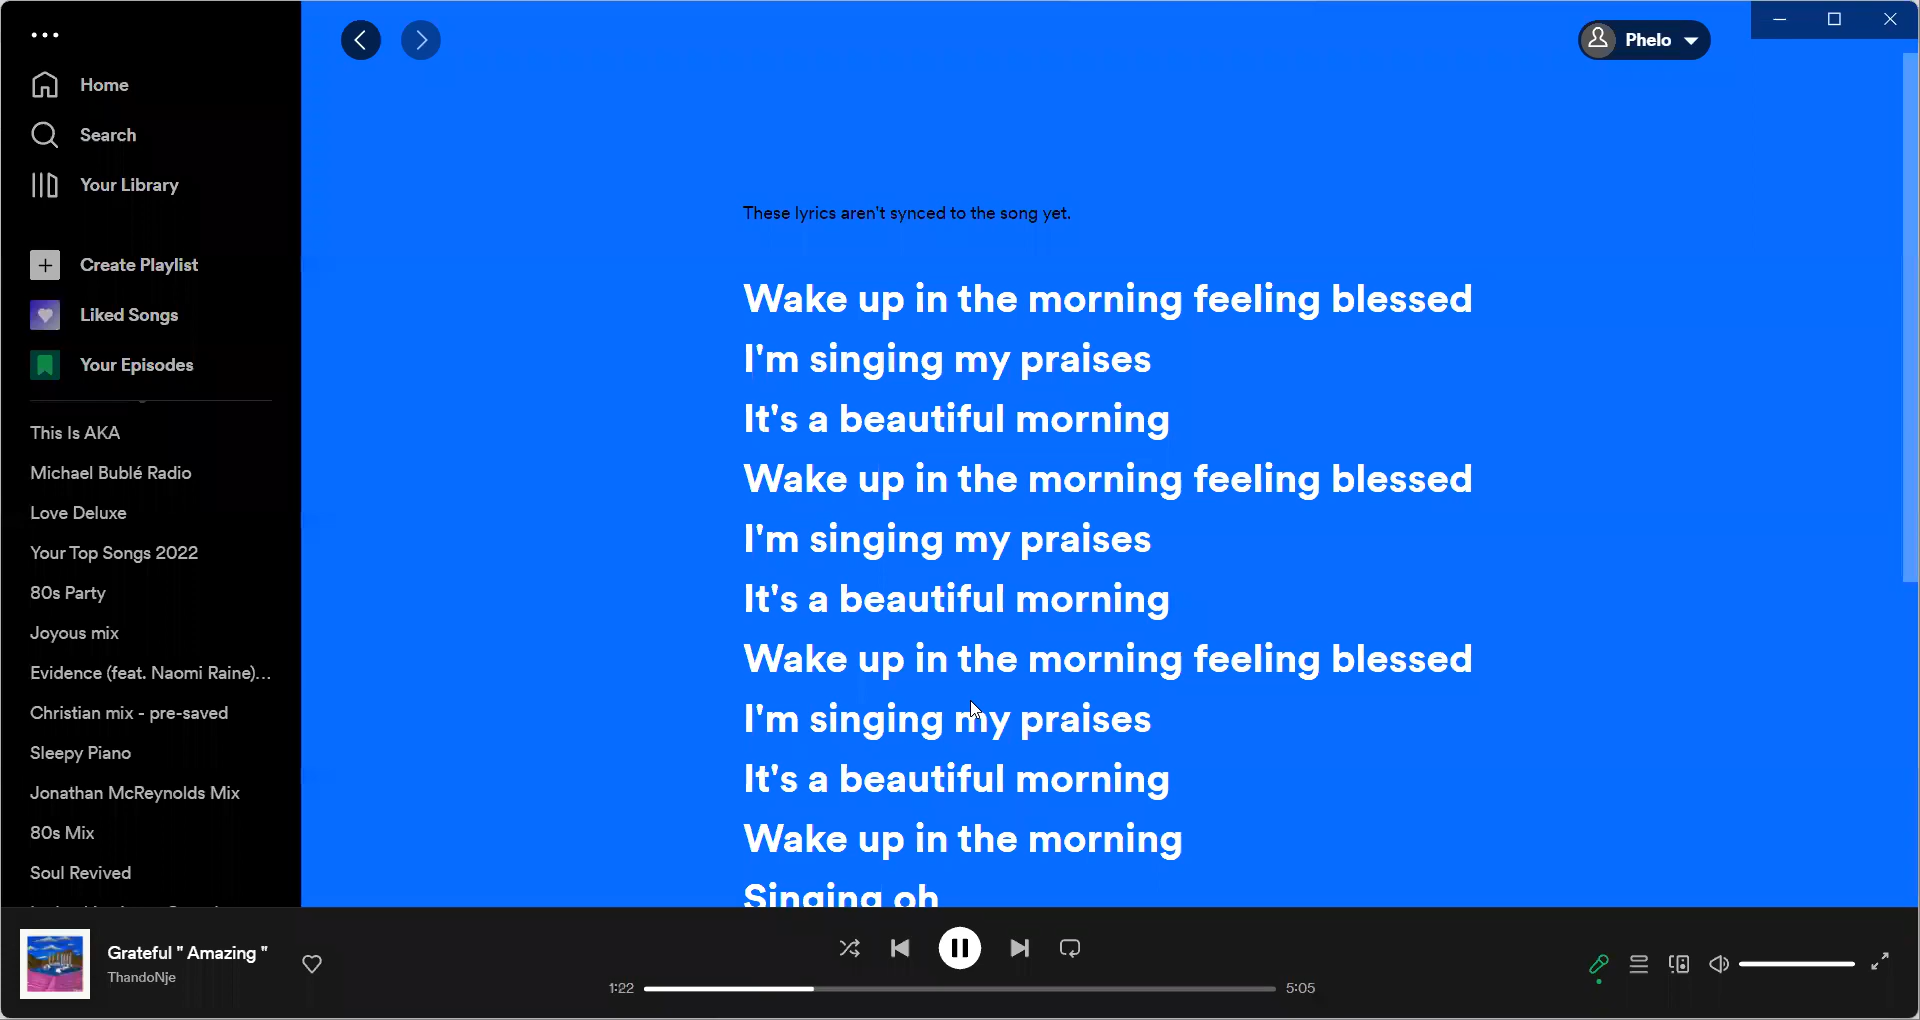 Home
Search
Your Library
Create Playlist
Liked Songs
Your Episodes
This Is AKA
Michael Bublé Radio
Love Deluxe
Your Top Songs 2022
80s Party
Joyous mix
Evidence (feat. Naomi Raine)...
Christian mix - pre-saved
Sleepy Piano
Jonathan McReynolds Mix
80s Mix
Soul Revived
Phelo
These lyrics aren't synced to the song yet.
Wake up in the morning feeling blessed
I'm singing my praises
It's a beautiful morning
Wake up in the morning feeling blessed
I'm singing my praises
It's a beautiful morning
Wake up in the morning feeling blessed
I'm singing my praises
It's a beautiful morning
Wake up in the morning
Singing oh
Grateful " Amazing "
ThandoNje
1:22
5:05